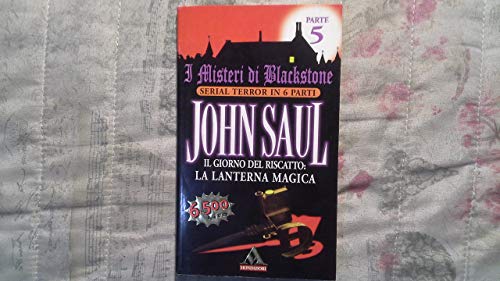 PARTE
5
I Misteri di Blackstone
SERIAL TERROR IN 6 PARTI
JOHN SAUL
IL GIORNO DEL RISCATTO:
LA LANTERNA MAGICA
6.500
MONDADORI